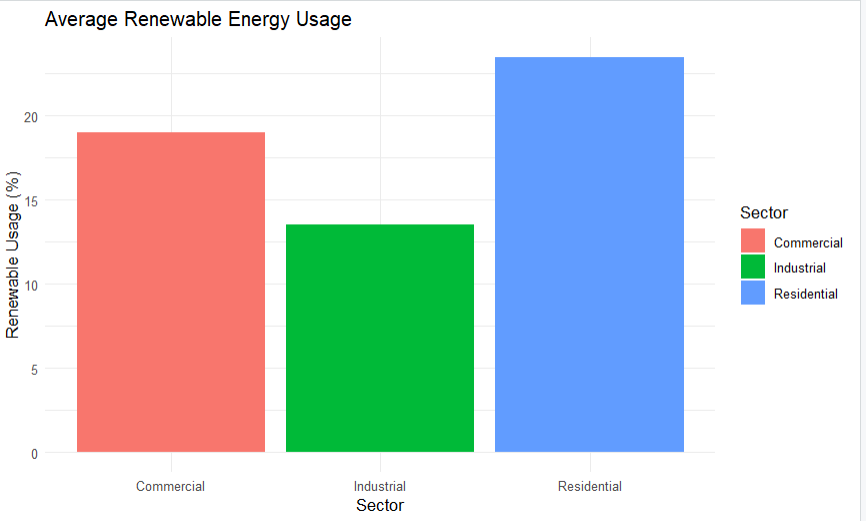 Average Renewable Energy Usage
Renewable Usage (%)
20
15
10
5
0
Commercial
Industrial
Residential
Sector
Sector
Commercial
Industrial
Residential